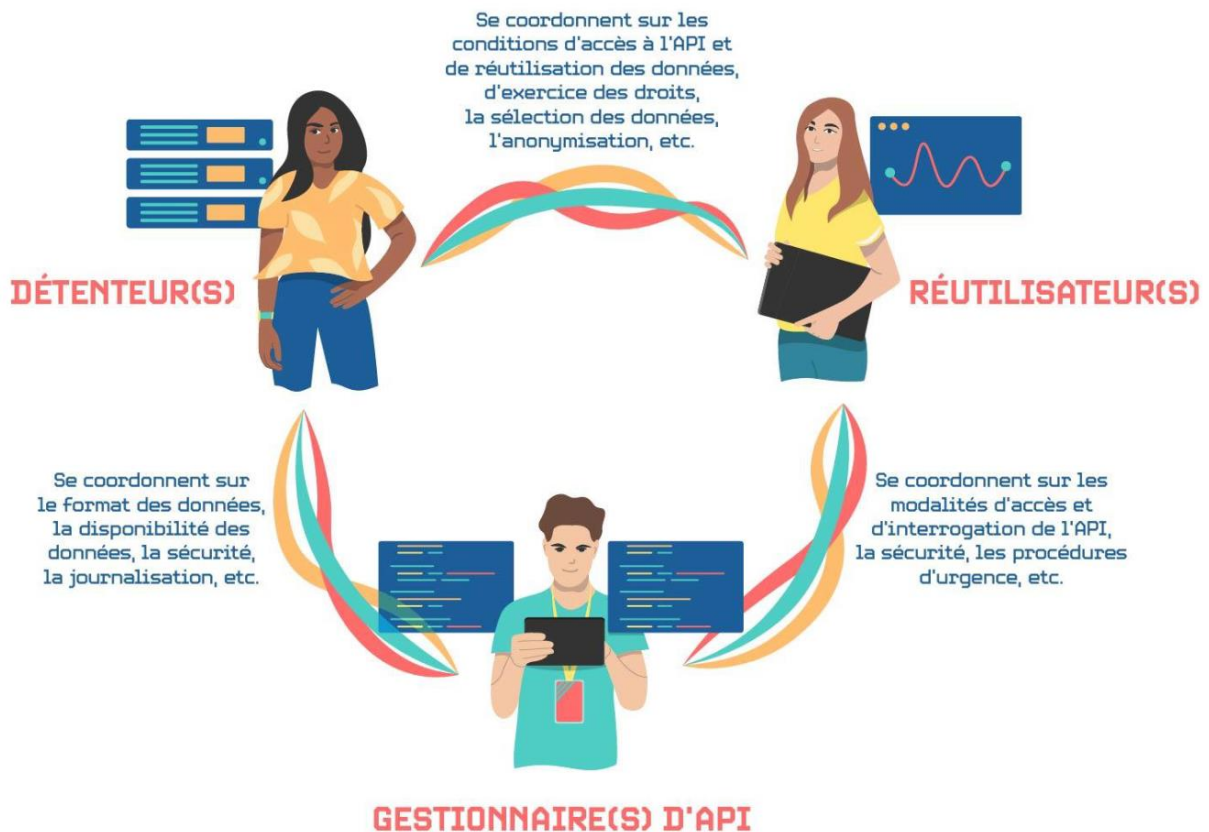 Se coordonnent sur les
conditions d'accès à l'API et
de réutilisation des données,
d'exercice des droits,
la sélection des données,
l'anonymisation, etc.
DÉTENTEUR(S)
RÉUTILISATEUR(S)
Se coordonnent sur
le format des données,
la disponibilité des
données, la sécurité,
la journalisation, etc.
Se coordonnent sur les
modalités d'accès et
d'interrogation de l'API,
la sécurité, les procédures
d'urgence, etc.
GESTIONNAIRE(S) D'API